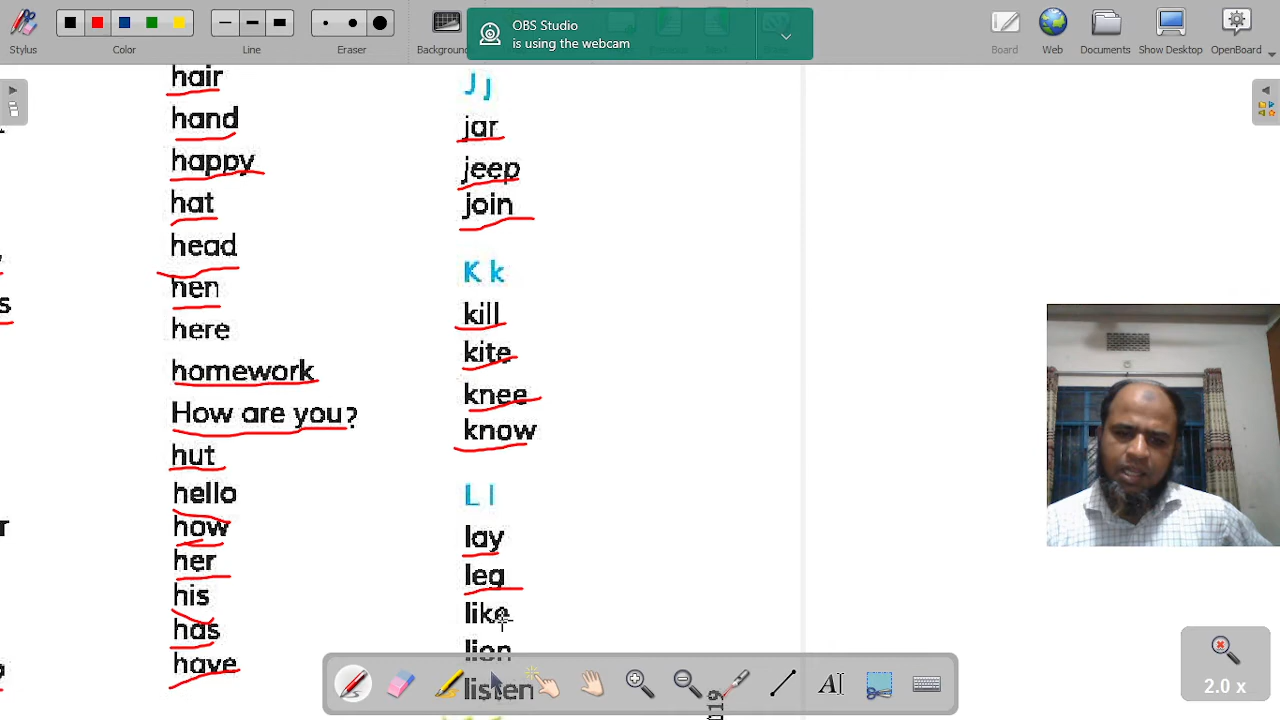 OBS Studio
is using the webcam
Stylus
Color
Line
Eraser
Board
Web
Documents
Show Desktop
OpenBoard
hair
hand
happy
hat
head
hen
here
homework
How are you?
hut
hello
how
her
his
has
have
J j
jar
jeep
join
K k
kill
kite
knee
know
L l
lay
leg
like
lion
listen
2.0 x